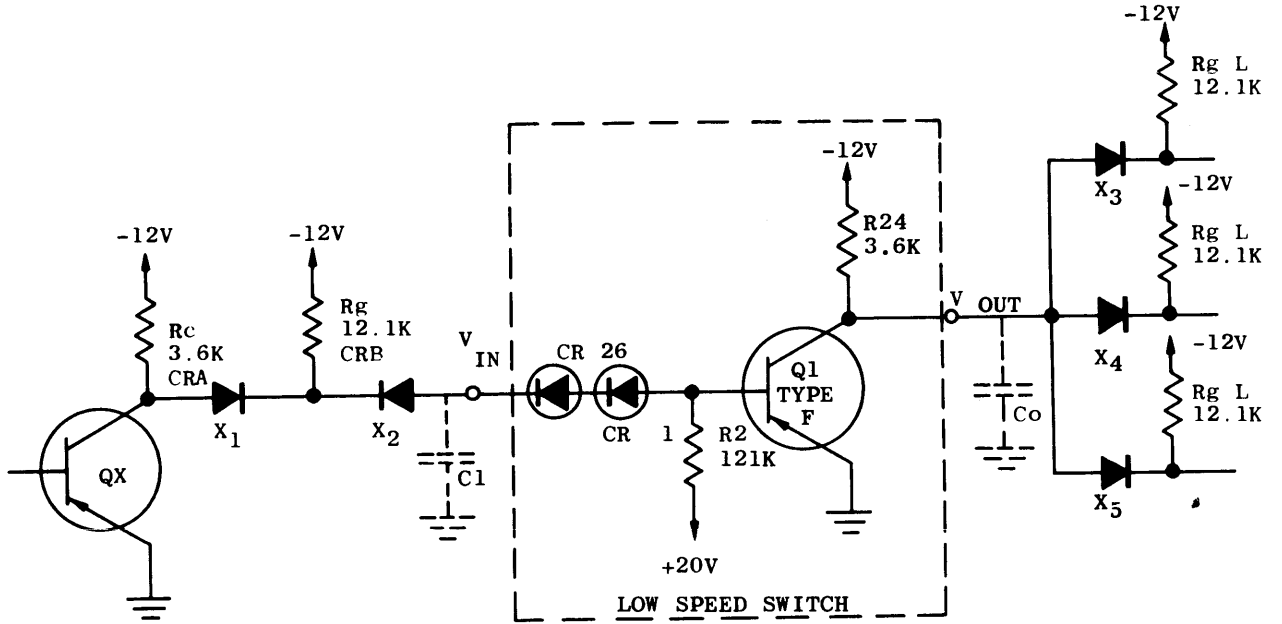 -12V
Rc
3.6K
CRA
X1
QX
-12V
Rg
12.1K
CRB
X2
V
IN
C1
CR 26
CR 1
R2
121K
+20V
-12V
R24
3.6K
Q1
TYPE
F
LOW SPEED SWITCH
V OUT
Co
-12V
Rg L
12.1K
X3
-12V
Rg L
12.1K
X4
-12V
Rg L
12.1K
X5